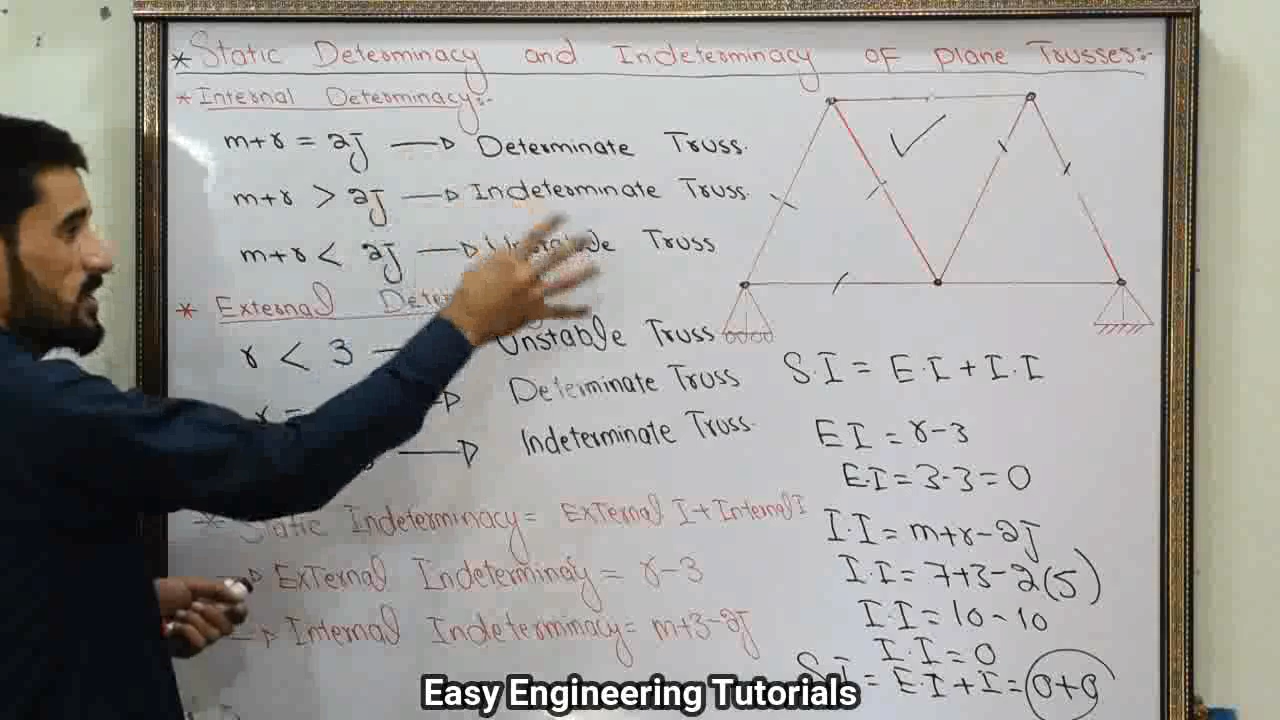 * Static Determinacy and Indeterminacy of plane Trusses:-
* Internal Determinacy:-
m+r = 2J → Determinate Truss.
m+r > 2J → Indeterminate Truss.
m+r < 2J → Truss
* External
r < 3 Unstable Truss
r = Determinate Truss
→ Indeterminate Truss.
* Static Indeterminacy = External I + Internal I
→ External Indeterminay = r-3
→ Internal Indeterminacy = m+3-2J
S.I = E.I + I.I
E I = r-3
E.I = 3-3 = 0
I.I = m+r-2J
I.I = 7+3-2(5)
I.I = 10-10
I.I = 0
S.I = E.I + I = 0+0
Easy Engineering Tutorials